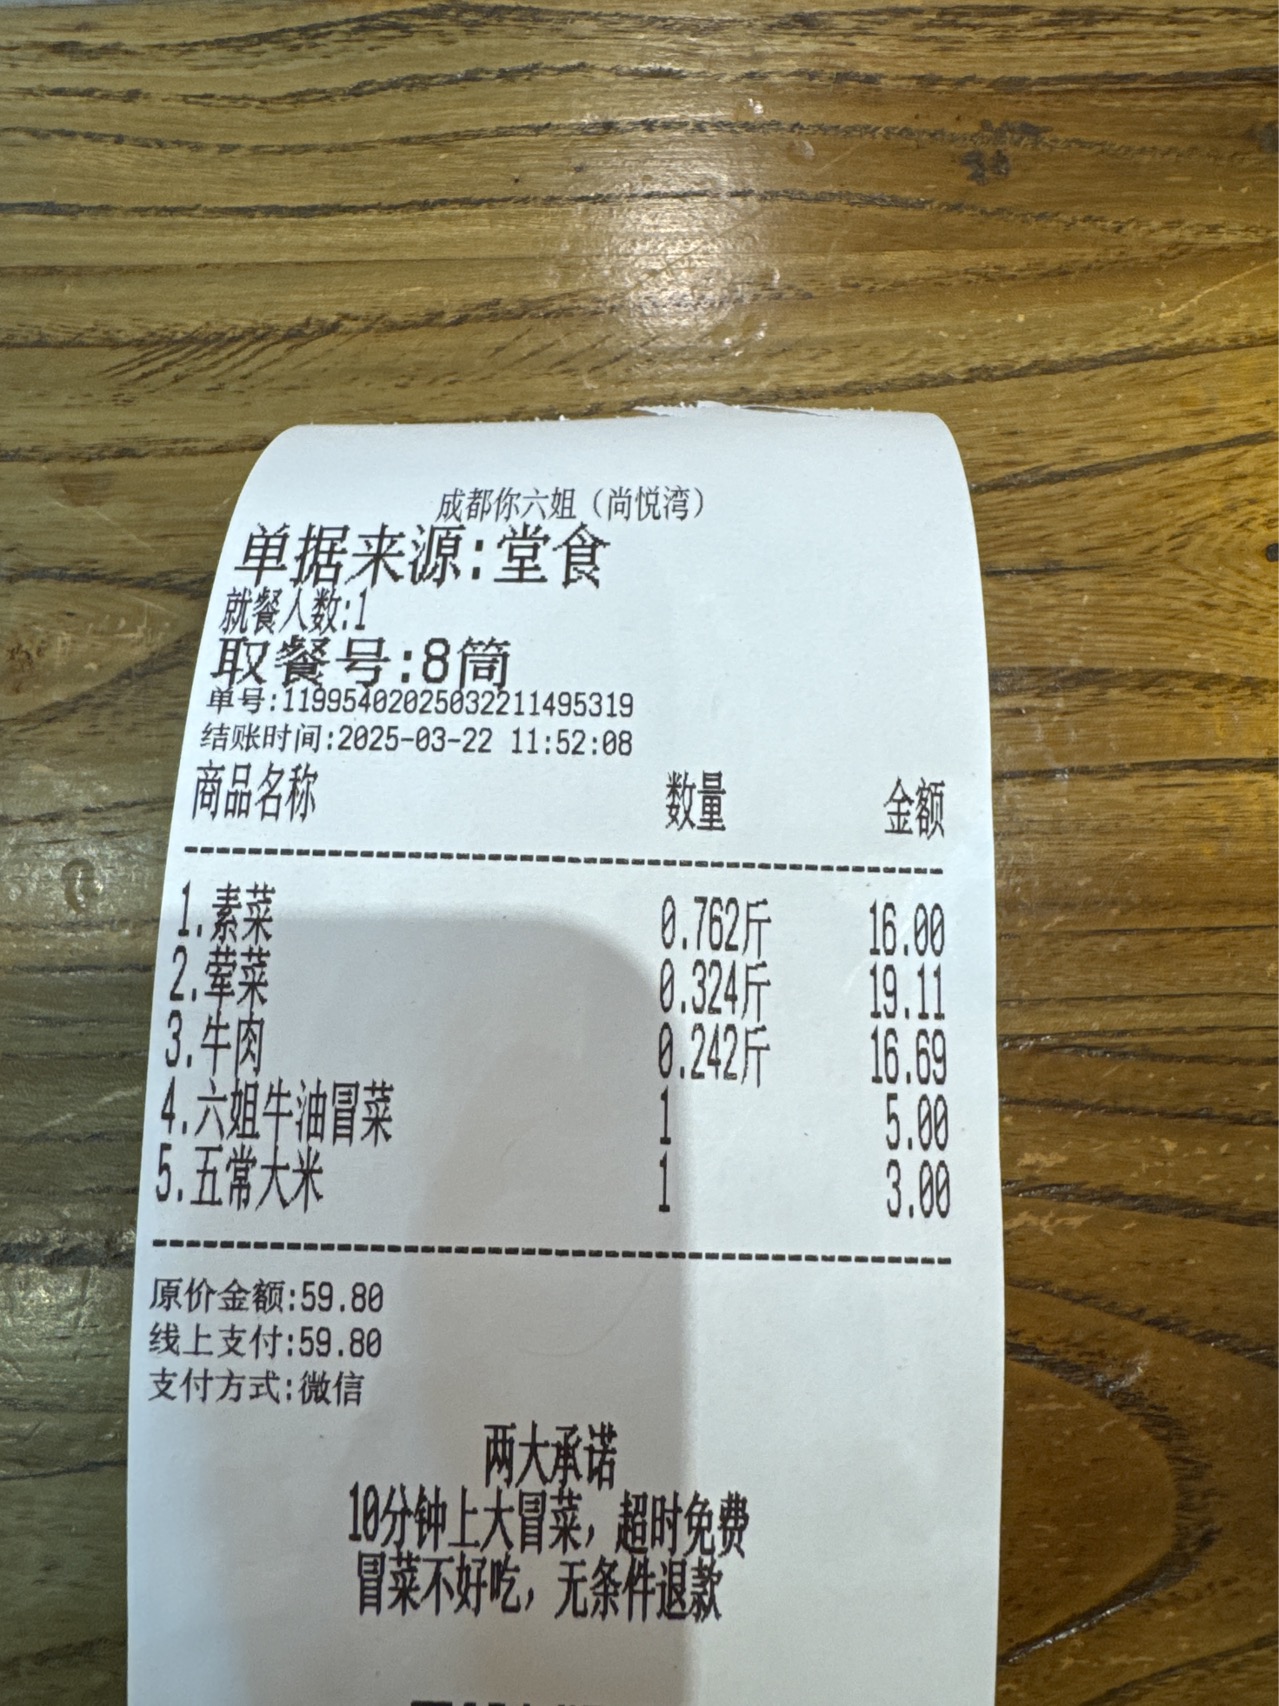 成都你六姐（尚悦湾）
单据来源:堂食
就餐人数:1
取餐号:8筒
单号:11995402025032211495319
结账时间:2025-03-22 11:52:08
商品名称 数量 金额
1.素菜 0.762斤 16.00
2.荤菜 0.324斤 19.11
3.牛肉 0.242斤 16.69
4.六姐牛油冒菜 1 5.00
5.五常大米 1 3.00
原价金额:59.80
线上支付:59.80
支付方式:微信
两大承诺
10分钟上大冒菜，超时免费
冒菜不好吃，无条件退款